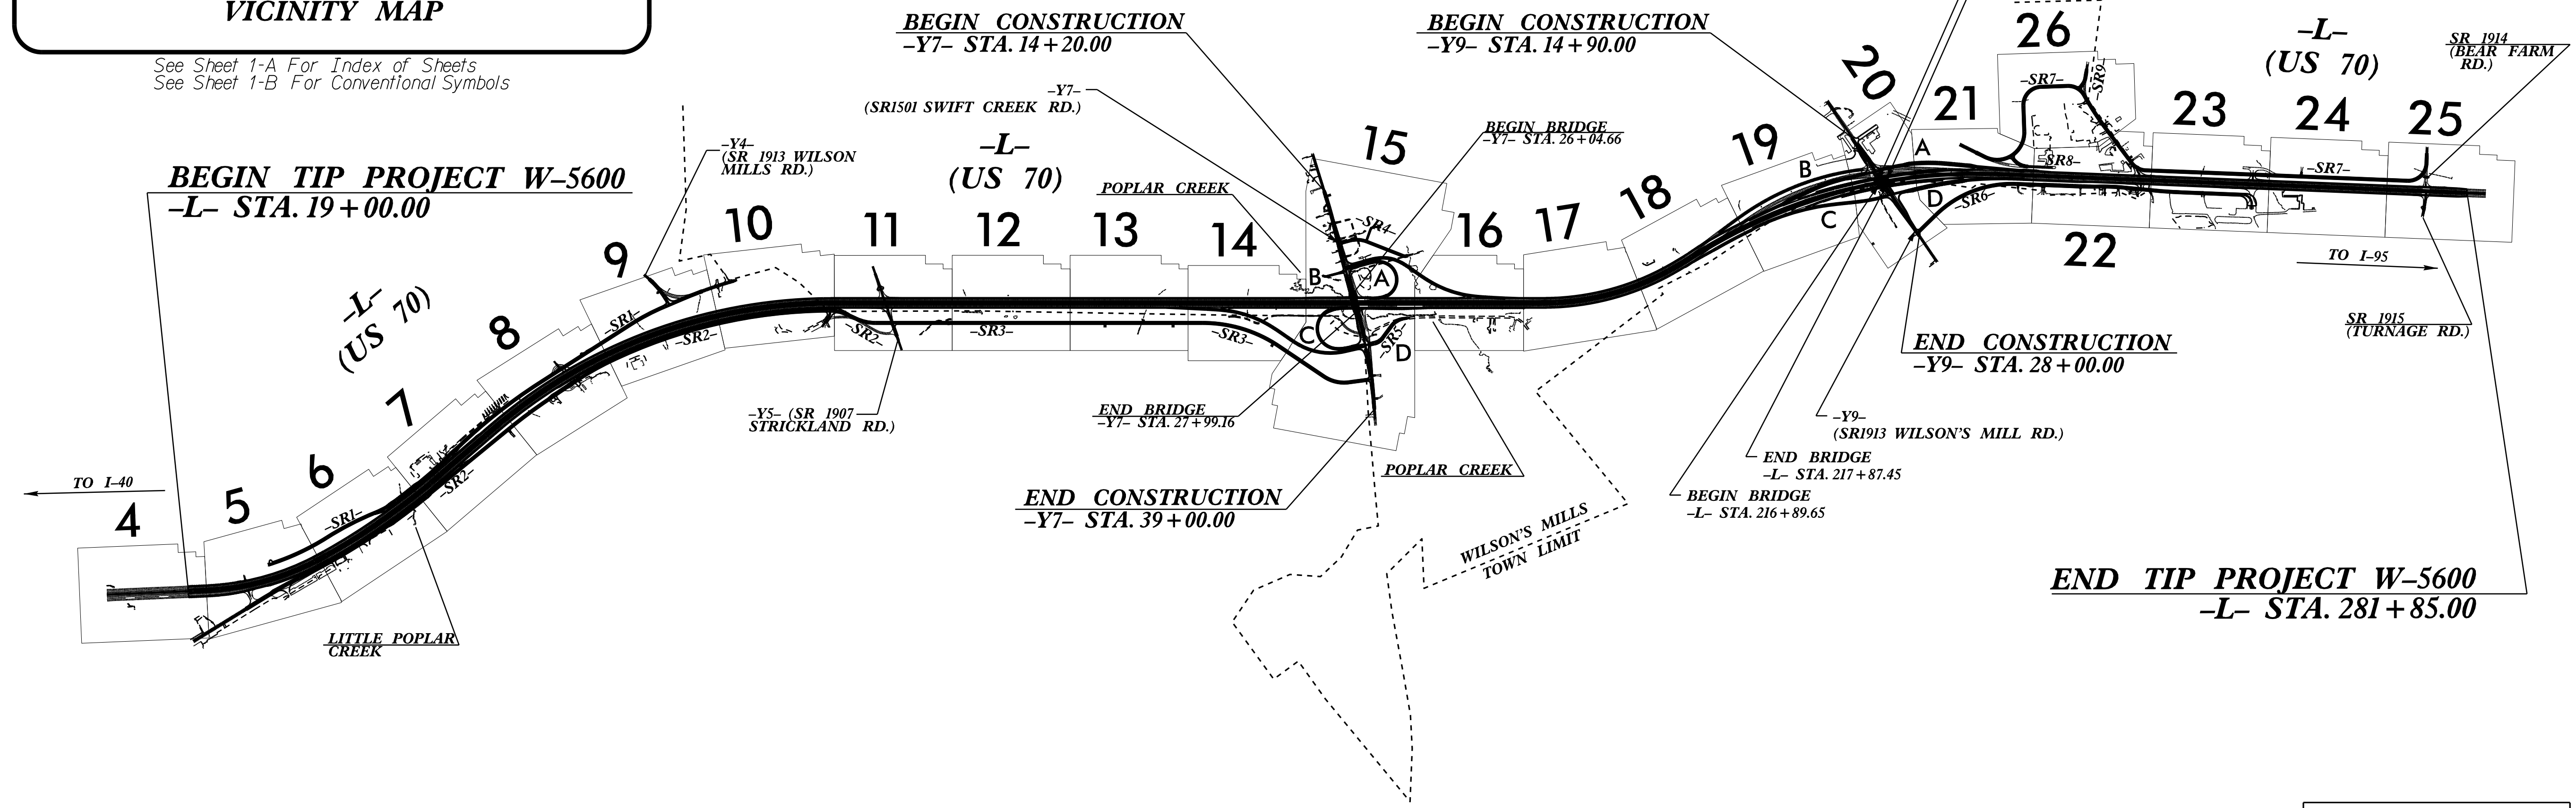 VICINITY MAP
See Sheet 1-A For Index of Sheets
See Sheet 1-B For Conventional Symbols
BEGIN TIP PROJECT W–5600
–L– STA. 19+00.00
–Y4–
(SR 1913 WILSON
MILLS RD.)
–L–
(US 70)
BEGIN CONSTRUCTION
–Y7– STA. 14+20.00
–Y7–
(SR1501 SWIFT CREEK RD.)
POPLAR CREEK
BEGIN BRIDGE
–Y7– STA. 26+04.66
BEGIN CONSTRUCTION
–Y9– STA. 14+90.00
–L–
(US 70)
SR 1914
(BEAR FARM
RD.)
–L–
(US 70)
TO I–40
4
5
6
7
8
9
10
11
12
13
14
15
16
17
18
19
20
21
22
23
24
25
26
–SR1–
–SR2–
–SR1–
–SR2–
–SR2–
–SR3–
–SR3–
–SR4–
–SR5–
A
B
C
D
A
B
C
D
–SR6–
–SR7–
–SR8–
–SR9–
–SR7–
TO I–95
LITTLE POPLAR
CREEK
–Y5– (SR 1907
STRICKLAND RD.)
END BRIDGE
–Y7– STA. 27+99.16
END CONSTRUCTION
–Y7– STA. 39+00.00
POPLAR CREEK
WILSON'S MILLS
TOWN LIMIT
BEGIN BRIDGE
–L– STA. 216+89.65
END BRIDGE
–L– STA. 217+87.45
–Y9–
(SR1913 WILSON'S MILL RD.)
END CONSTRUCTION
–Y9– STA. 28+00.00
SR 1915
(TURNAGE RD.)
END TIP PROJECT W–5600
–L– STA. 281+85.00